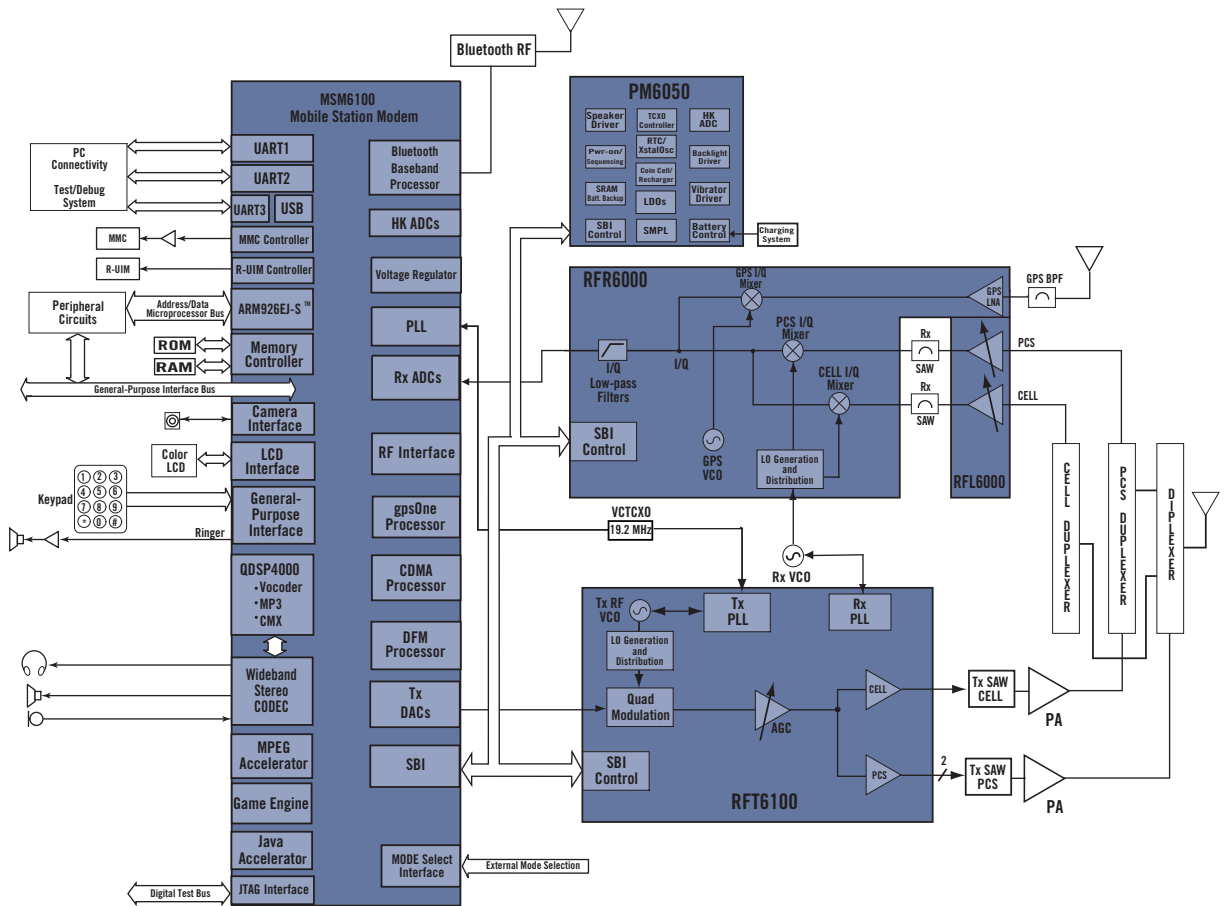 Bluetooth RF
MSM6100
Mobile Station Modem
PC
Connectivity
Test/Debug
System
UART1
UART2
UART3
USB
MMC
MMC Controller
R-UIM
R-UIM Controller
Peripheral
Circuits
Address/Data
Microprocessor Bus
ARM926EJ-S™
ROM
RAM
Memory
Controller
General-Purpose Interface Bus
Camera
Interface
Color
LCD
LCD
Interface
Keypad
1 2 3
4 5 6
7 8 9
* 0 #
General-
Purpose
Interface
Ringer
QDSP4000
•Vocoder
•MP3
•CMX
Wideband
Stereo
CODEC
MPEG
Accelerator
Game Engine
Java
Accelerator
Digital Test Bus
JTAG Interface
Bluetooth
Baseband
Processor
HK ADCs
Voltage Regulator
PLL
Rx ADCs
RF Interface
gpsOne
Processor
CDMA
Processor
DFM
Processor
Tx
DACs
SBI
MODE Select
Interface
External Mode Selection
PM6050
Speaker
Driver
TCXO
Controller
HK
ADC
Pwr-on/
Sequencing
RTC/
XstalOsc
Backlight
Driver
Coin Cell/
Recharger
SRAM
Batt. Backup
LDOs
Vibrator
Driver
SBI
Control
SMPL
Battery
Control
Charging
System
RFR6000
GPS I/Q
Mixer
GPS
LNA
GPS BPF
PCS I/Q
Mixer
Rx
SAW
PCS
I/Q
Low-pass
Filters
I/Q
CELL I/Q
Mixer
Rx
SAW
CELL
SBI
Control
GPS
VCO
LO Generation
and
Distribution
RFL6000
CELL DUPLEXER
PCS DUPLEXER
DIPLEXER
VCTCXO
19.2 MHz
Rx VCO
Tx RF
VCO
Tx
PLL
Rx
PLL
LO Generation
and
Distribution
Quad
Modulation
AGC
CELL
Tx SAW
CELL
PA
SBI
Control
PCS
2
Tx SAW
PCS
PA
RFT6100